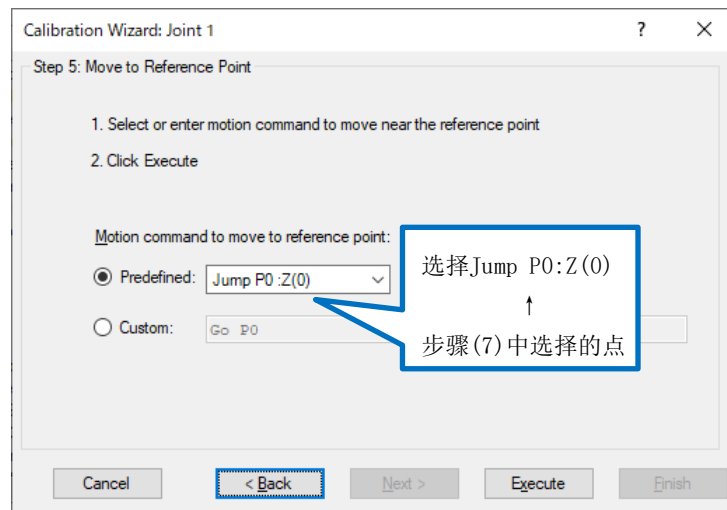 Calibration Wizard: Joint 1
?
Step 5: Move to Reference Point
1. Select or enter motion command to move near the reference point
2. Click Execute
Motion command to move to reference point:
Predefined: Jump P0 :Z(0)
Custom: Go P0
选择Jump P0:Z(0)
↑
步骤(7)中选择的点
Cancel
< Back
Next >
Execute
Finish